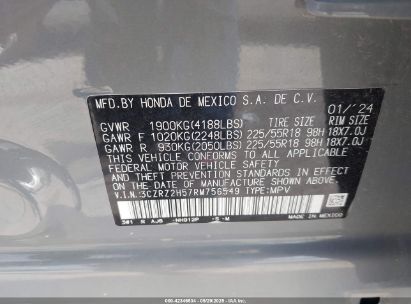 MFD.BY HONDA DE MEXICO S.A. DE C.V. 01/'24
GVWR 1900KG(4188LBS) TIRE SIZE RIM SIZE
GAWR F 1020KG(2248LBS) 225/55R18 98H 18X7.0J
GAWR R 930KG(2050LBS) 225/55R18 98H 18X7.0J
THIS VEHICLE CONFORMS TO ALL APPLICABLE
FEDERAL MOTOR VEHICLE SAFETY
STANDARDS IN EFFECT ON THE DATE OF
MANUFACTURE SHOWN ABOVE.
V.I.N. 3CZRZ2H57RM756549 TYPE:MPV
MADE IN
MEXICO